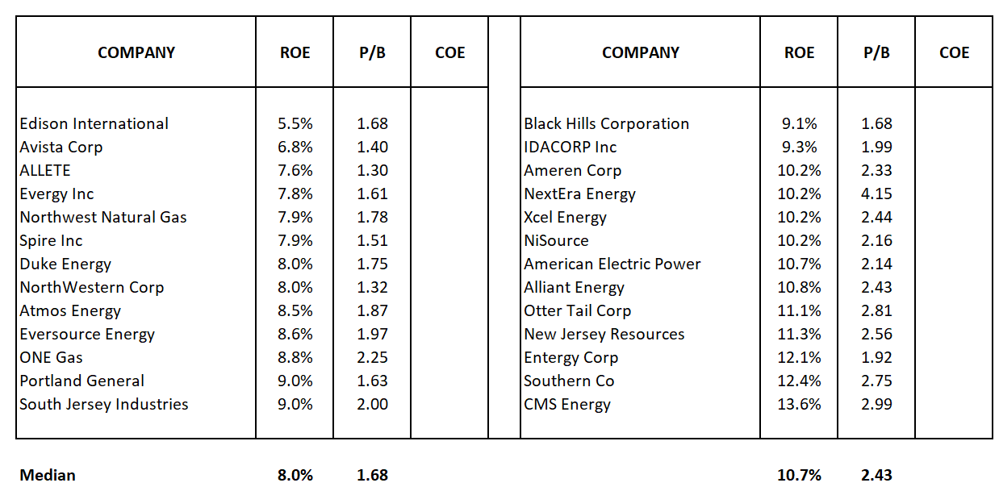 COMPANY ROE P/B COE COMPANY ROE P/B COE
Edison International 5.5% 1.68 Black Hills Corporation 9.1% 1.68
Avista Corp 6.8% 1.40 IDACORP Inc 9.3% 1.99
ALLETE 7.6% 1.30 Ameren Corp 10.2% 2.33
Evergy Inc 7.8% 1.61 NextEra Energy 10.2% 4.15
Northwest Natural Gas 7.9% 1.78 Xcel Energy 10.2% 2.44
Spire Inc 7.9% 1.51 NiSource 10.2% 2.16
Duke Energy 8.0% 1.75 American Electric Power 10.7% 2.14
NorthWestern Corp 8.0% 1.32 Alliant Energy 10.8% 2.43
Atmos Energy 8.5% 1.87 Otter Tail Corp 11.1% 2.81
Eversource Energy 8.6% 1.97 New Jersey Resources 11.3% 2.56
ONE Gas 8.8% 2.25 Entergy Corp 12.1% 1.92
Portland General 9.0% 1.63 Southern Co 12.4% 2.75
South Jersey Industries 9.0% 2.00 CMS Energy 13.6% 2.99
Median 8.0% 1.68 10.7% 2.43